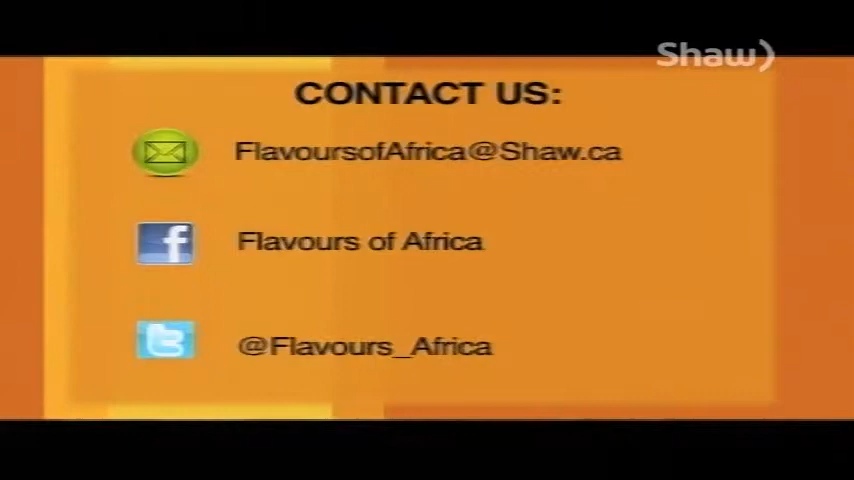 Shaw)
CONTACT US:
FlavoursofAfrica@Shaw.ca
f
Flavours of Africa
t
@Flavours_Africa